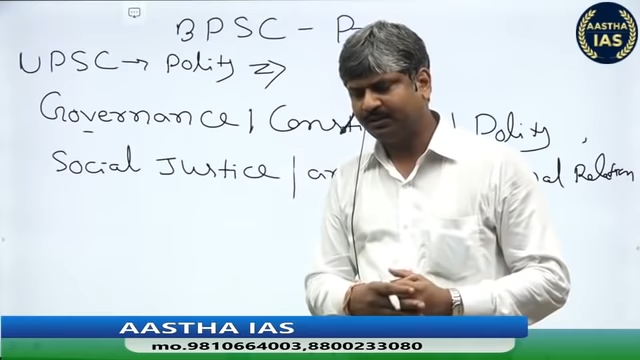 BPSC - P
UPSC → Polity ⇒
Governance | Const | Polity,
Social Justice | al Relation
AASTHA
IAS
AASTHA IAS
mo.9810664003,8800233080